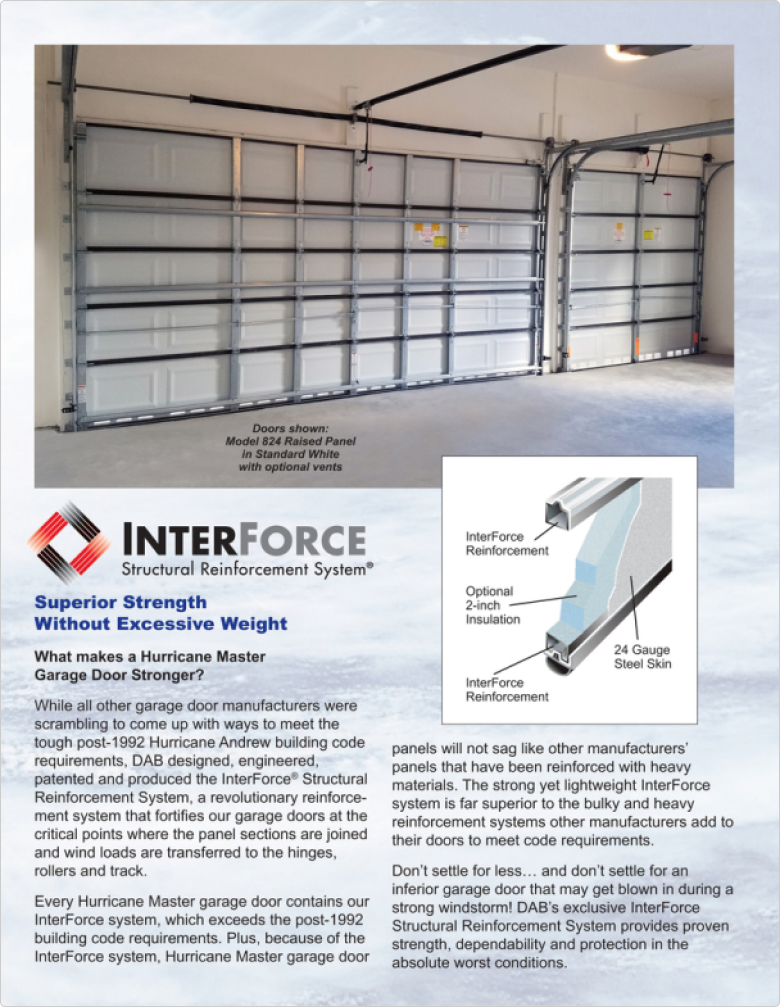 Doors shown:
Model 824 Raised Panel
in Standard White
with optional vents
INTERFORCE
Structural Reinforcement System®
InterForce
Reinforcement
Optional
2-inch
Insulation
24 Gauge
Steel Skin
InterForce
Reinforcement
Superior Strength
Without Excessive Weight
What makes a Hurricane Master
Garage Door Stronger?
While all other garage door manufacturers were
scrambling to come up with ways to meet the
tough post-1992 Hurricane Andrew building code
requirements, DAB designed, engineered,
patented and produced the InterForce® Structural
Reinforcement System, a revolutionary reinforce-
ment system that fortifies our garage doors at the
critical points where the panel sections are joined
and wind loads are transferred to the hinges,
rollers and track.
Every Hurricane Master garage door contains our
InterForce system, which exceeds the post-1992
building code requirements. Plus, because of the
InterForce system, Hurricane Master garage door
panels will not sag like other manufacturers’
panels that have been reinforced with heavy
materials. The strong yet lightweight InterForce
system is far superior to the bulky and heavy
reinforcement systems other manufacturers add to
their doors to meet code requirements.
Don’t settle for less… and don’t settle for an
inferior garage door that may get blown in during a
strong windstorm! DAB’s exclusive InterForce
Structural Reinforcement System provides proven
strength, dependability and protection in the
absolute worst conditions.